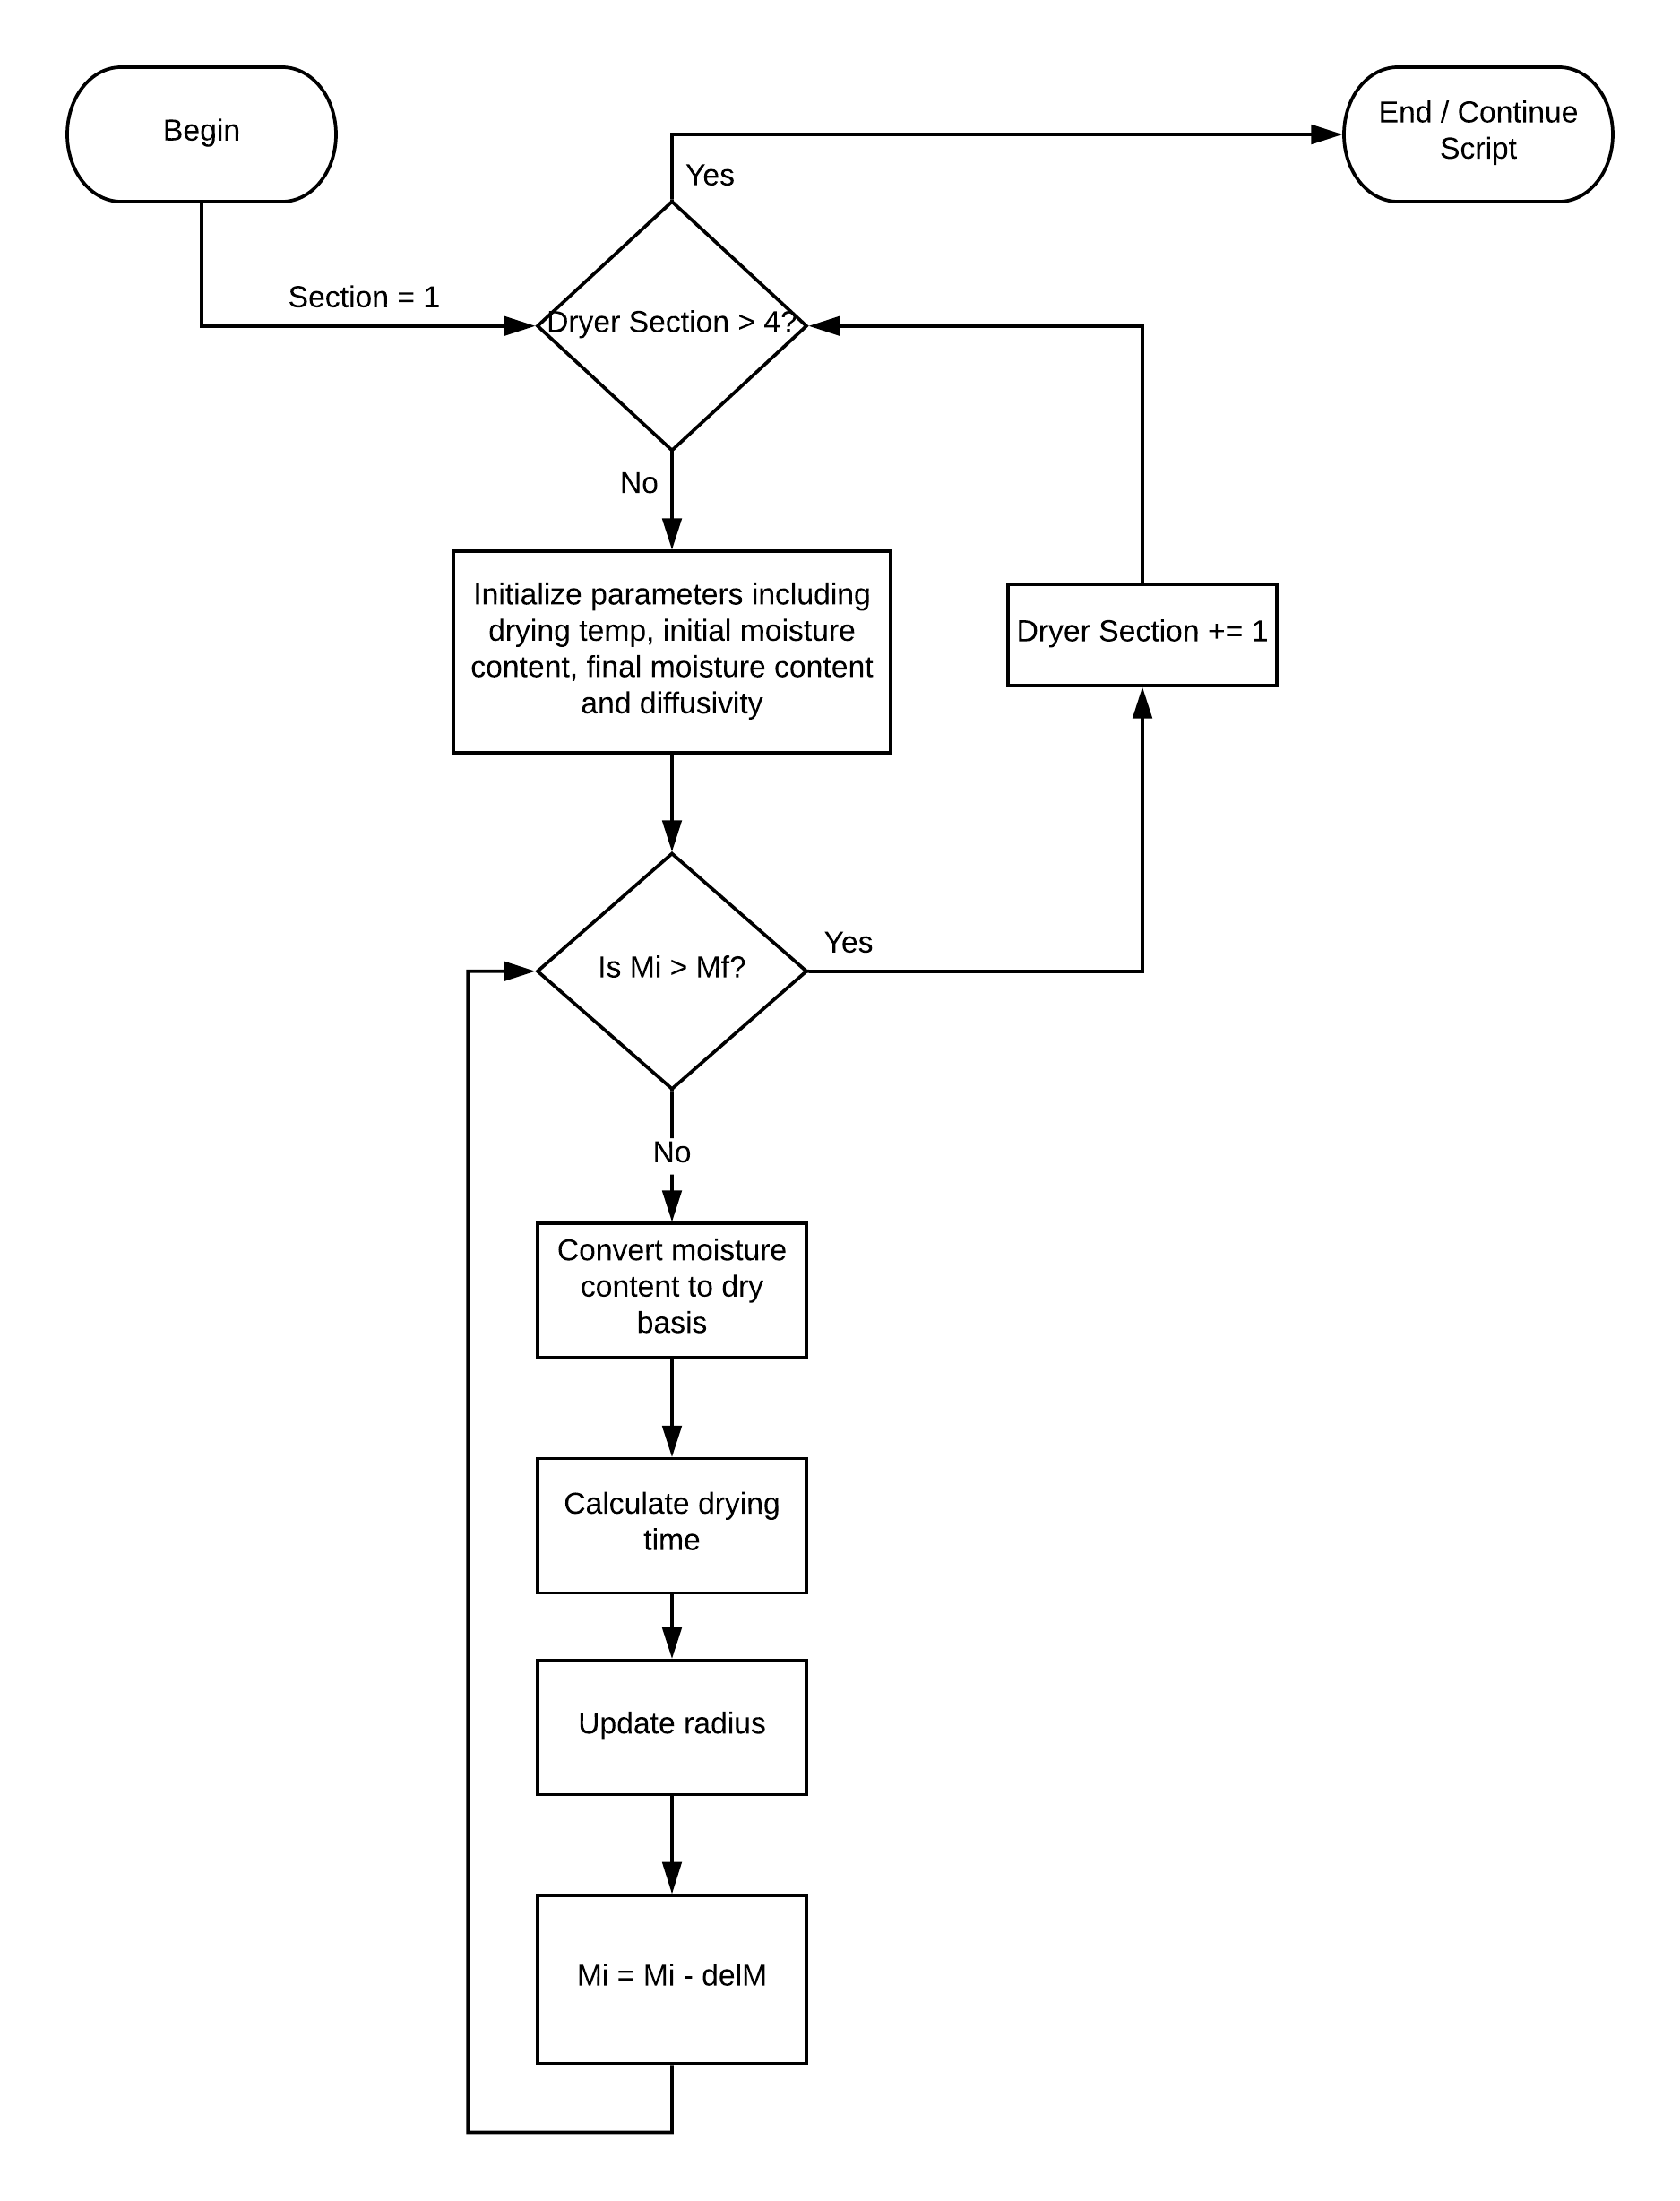 Begin
End / Continue
Script
Yes
Section = 1
Dryer Section > 4?
No
Initialize parameters including
drying temp, initial moisture
content, final moisture content
and diffusivity
Dryer Section += 1
Is Mi > Mf?
Yes
No
Convert moisture
content to dry
basis
Calculate drying
time
Update radius
Mi = Mi - delM